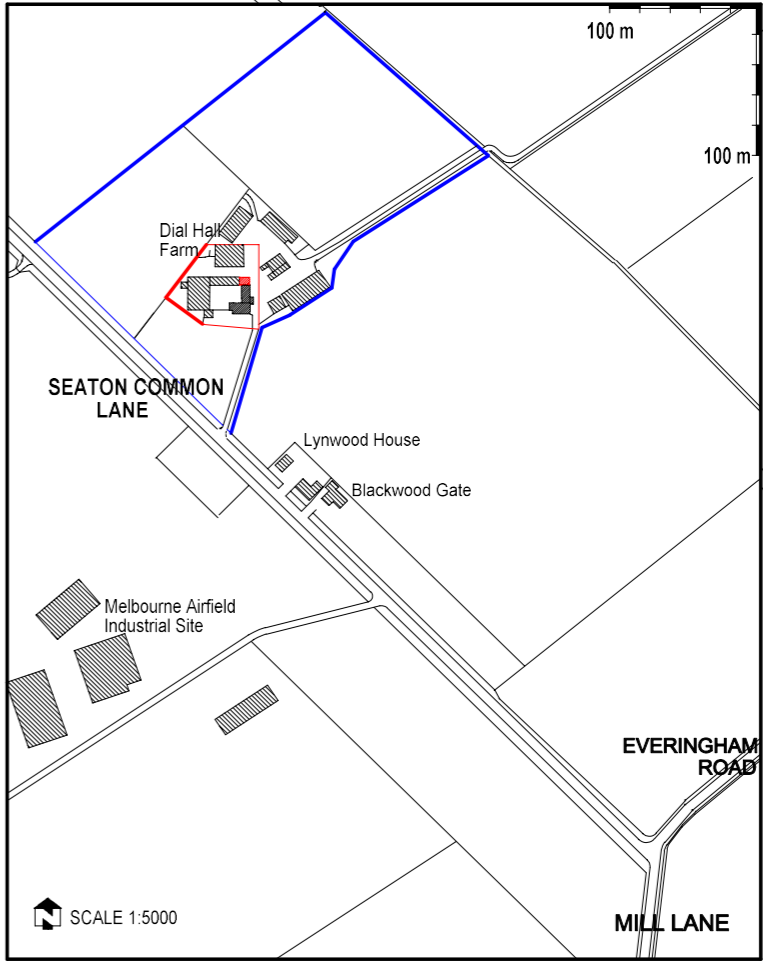 100 m
100 m
Dial Hall
Farm
SEATON COMMON
LANE
Lynwood House
Blackwood Gate
Melbourne Airfield
Industrial Site
EVERINGHAM
ROAD
N SCALE 1:5000
MILL LANE